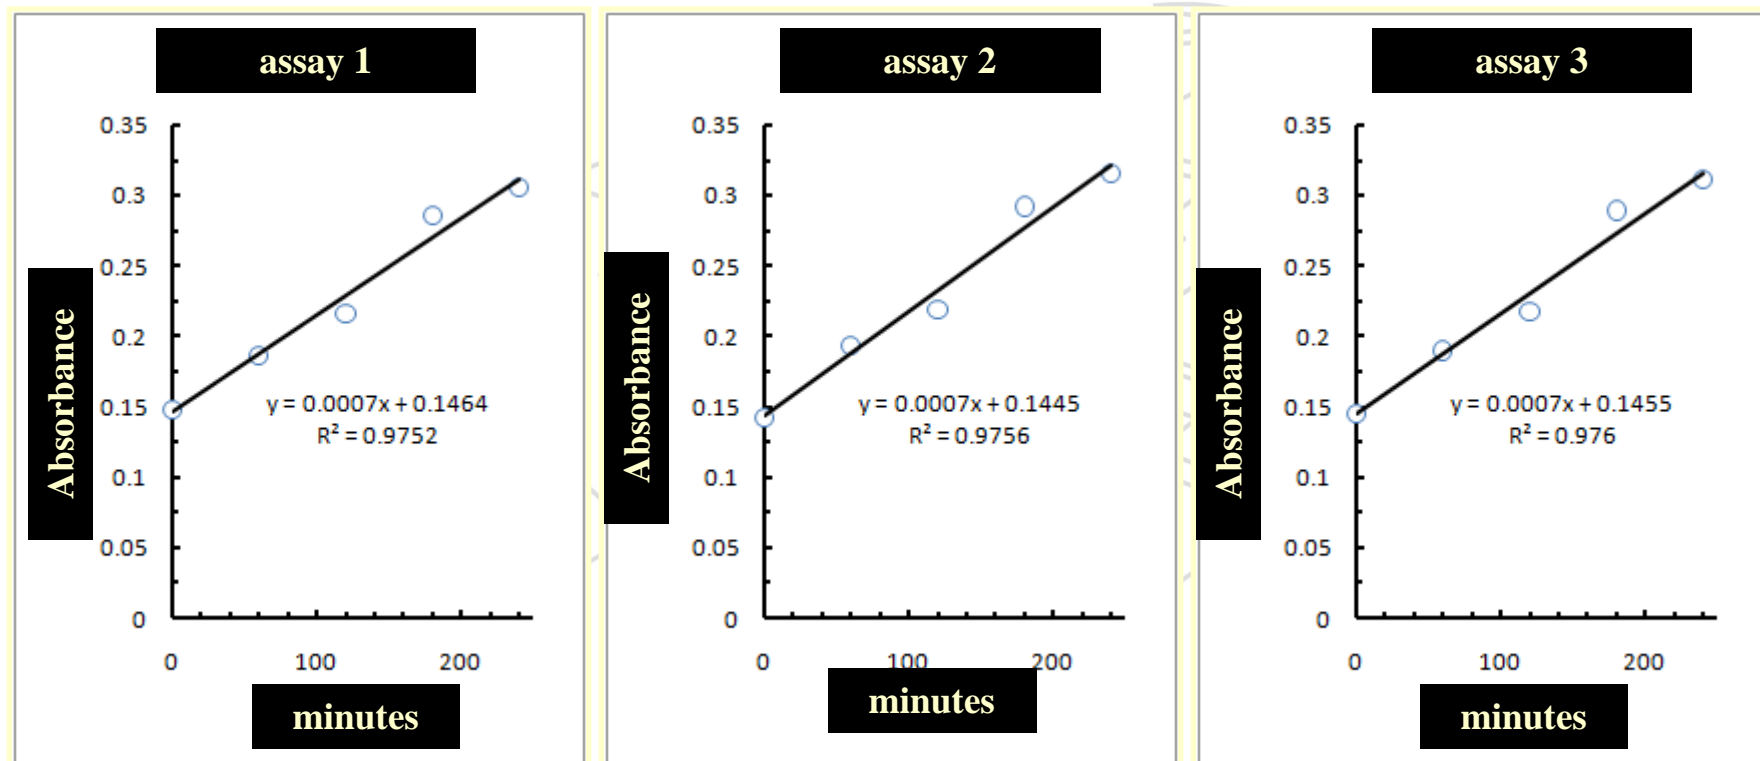 assay 1
0.35
0.3
0.25
0.2
0.15
0.1
0.05
0
Absorbance
y = 0.0007x + 0.1464
R² = 0.9752
0 100 200
minutes
assay 2
0.35
0.3
0.25
0.2
0.15
0.1
0.05
0
Absorbance
y = 0.0007x + 0.1445
R² = 0.9756
0 100 200
minutes
assay 3
0.35
0.3
0.25
0.2
0.15
0.1
0.05
0
Absorbance
y = 0.0007x + 0.1455
R² = 0.976
0 100 200
minutes